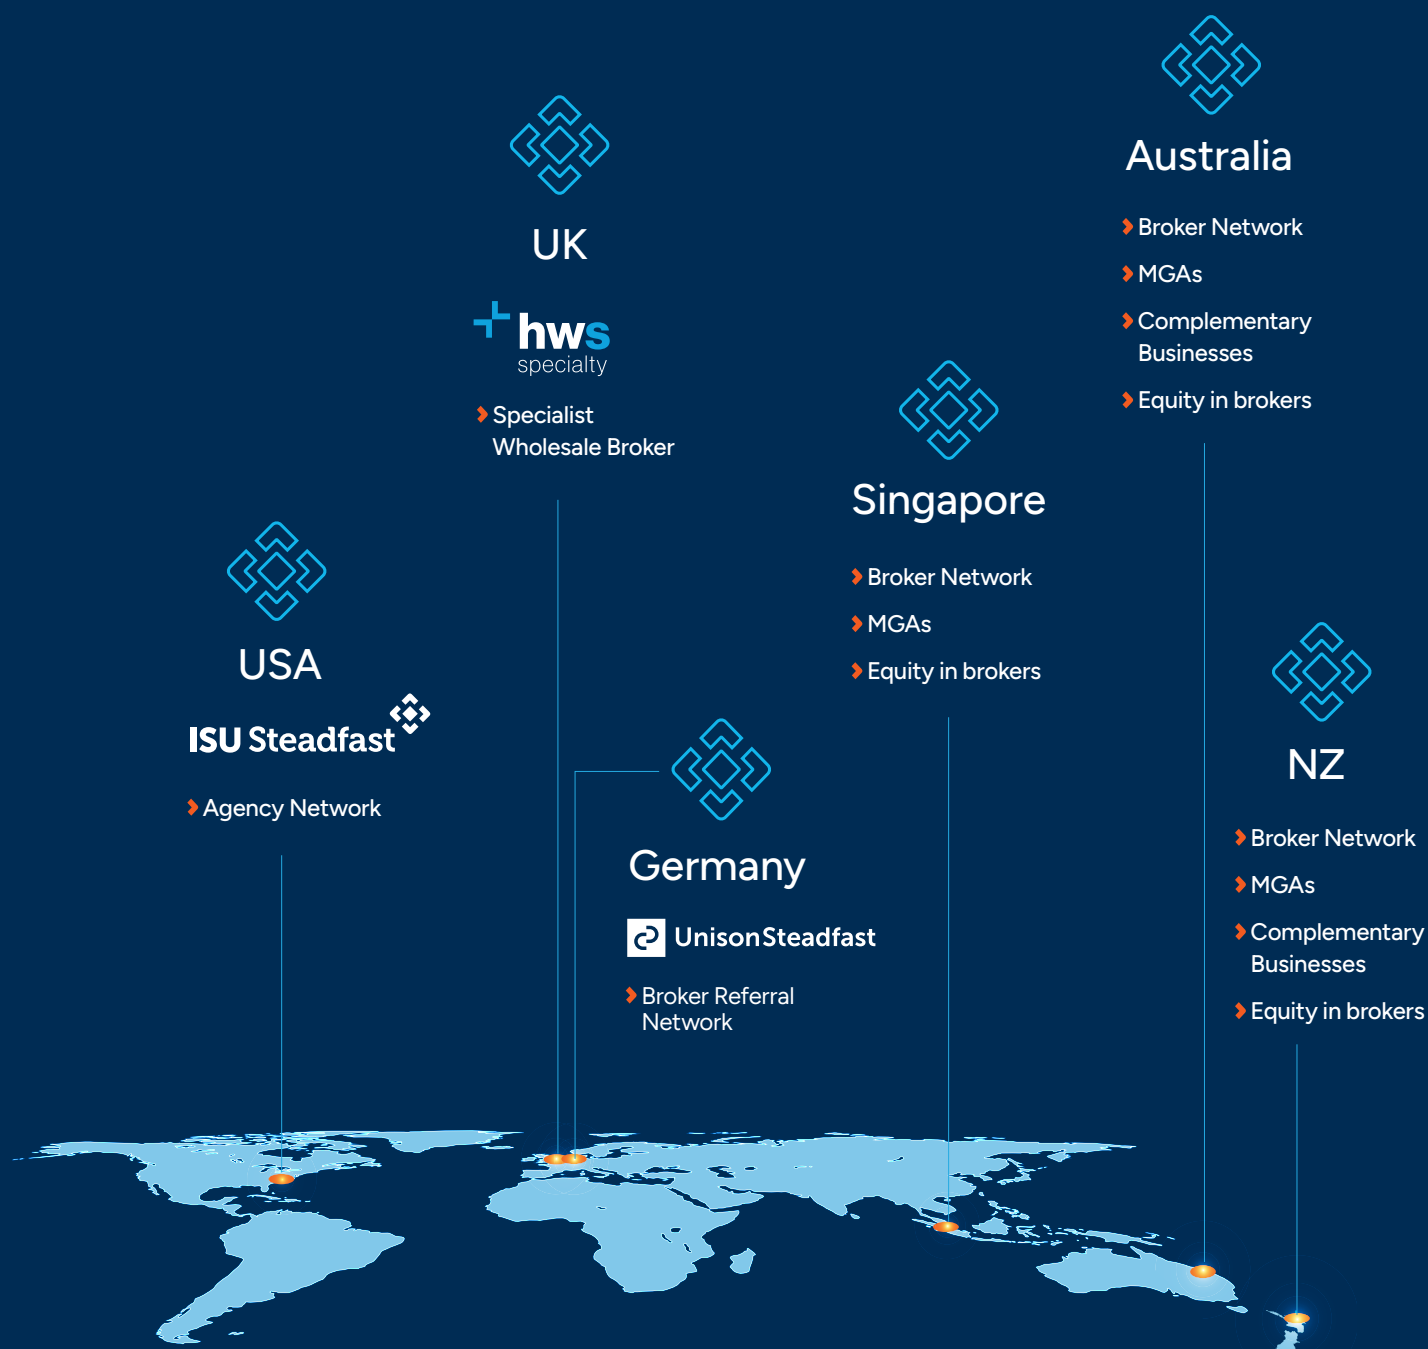 Australia
Broker Network
MGAs
Complementary
Businesses
Equity in brokers
UK
hws
specialty
Specialist
Wholesale Broker
Singapore
Broker Network
MGAs
Equity in brokers
USA
ISU Steadfast
Agency Network
Germany
UnisonSteadfast
Broker Referral
Network
NZ
Broker Network
MGAs
Complementary
Businesses
Equity in brokers